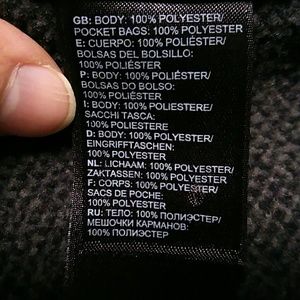 GB: BODY: 100% POLYESTER/
POCKET BAGS: 100% POLYESTER
E: CUERPO: 100% POLIÉSTER/
BOLSAS DEL BOLSILLO:
100% POLIÉSTER
P: BODY: 100% POLIÉSTER/
BOLSAS DO BOLSO:
100% POLIÉSTER
I: BODY: 100% POLIESTERE/
SACCHI TASCA:
100% POLIESTERE
D: BODY: 100% POLYESTER/
EINGRIFFTASCHEN:
100% POLYESTER
NL: LICHAAM: 100% POLYESTER/
ZAKTASSEN: 100% POLYESTER
F: CORPS: 100% POLYESTER/
SACS DE POCHE:
100% POLYESTER
RU: ТЕЛО: 100% ПОЛИЭСТЕР/
МЕШОЧКИ КАРМАНОВ:
100% ПОЛИЭСТЕР